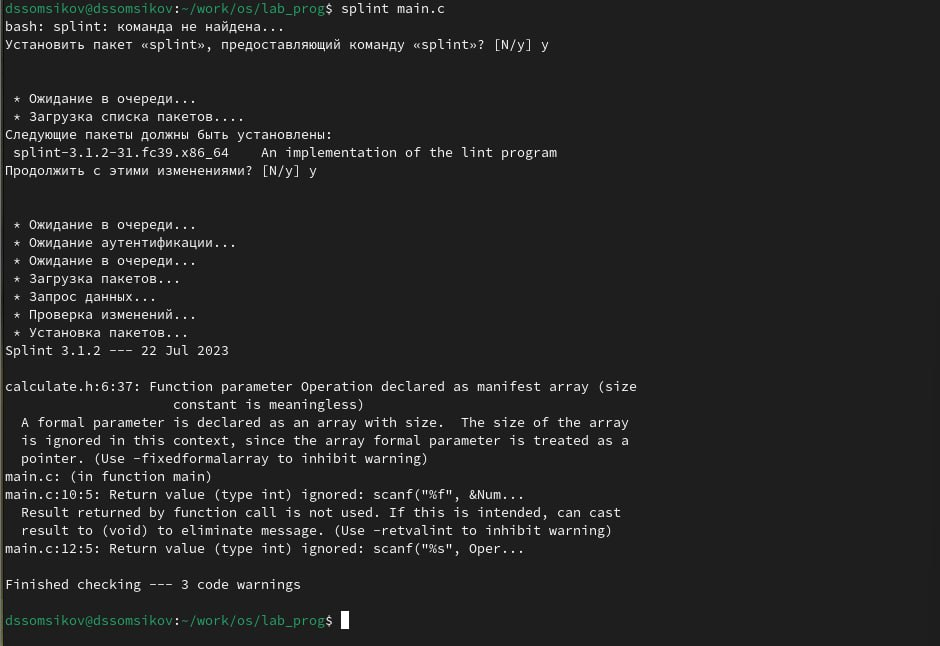 dssomsikov@dssomsikov:~/work/os/lab_prog$ splint main.c
bash: splint: команда не найдена...
Установить пакет «splint», предоставляющий команду «splint»? [N/y] y
* Ожидание в очереди...
* Загрузка списка пакетов....
Следующие пакеты должны быть установлены:
splint-3.1.2-31.fc39.x86_64    An implementation of the lint program
Продолжить с этими изменениями? [N/y] y
* Ожидание в очереди...
* Ожидание аутентификации...
* Ожидание в очереди...
* Загрузка пакетов...
* Запрос данных...
* Проверка изменений...
* Установка пакетов...
Splint 3.1.2 --- 22 Jul 2023
calculate.h:6:37: Function parameter Operation declared as manifest array (size
constant is meaningless)
A formal parameter is declared as an array with size.  The size of the array
is ignored in this context, since the array formal parameter is treated as a
pointer. (Use -fixedformalarray to inhibit warning)
main.c: (in function main)
main.c:10:5: Return value (type int) ignored: scanf("%f", &Num...
Result returned by function call is not used. If this is intended, can cast
result to (void) to eliminate message. (Use -retvalint to inhibit warning)
main.c:12:5: Return value (type int) ignored: scanf("%s", Oper...
Finished checking --- 3 code warnings
dssomsikov@dssomsikov:~/work/os/lab_prog$